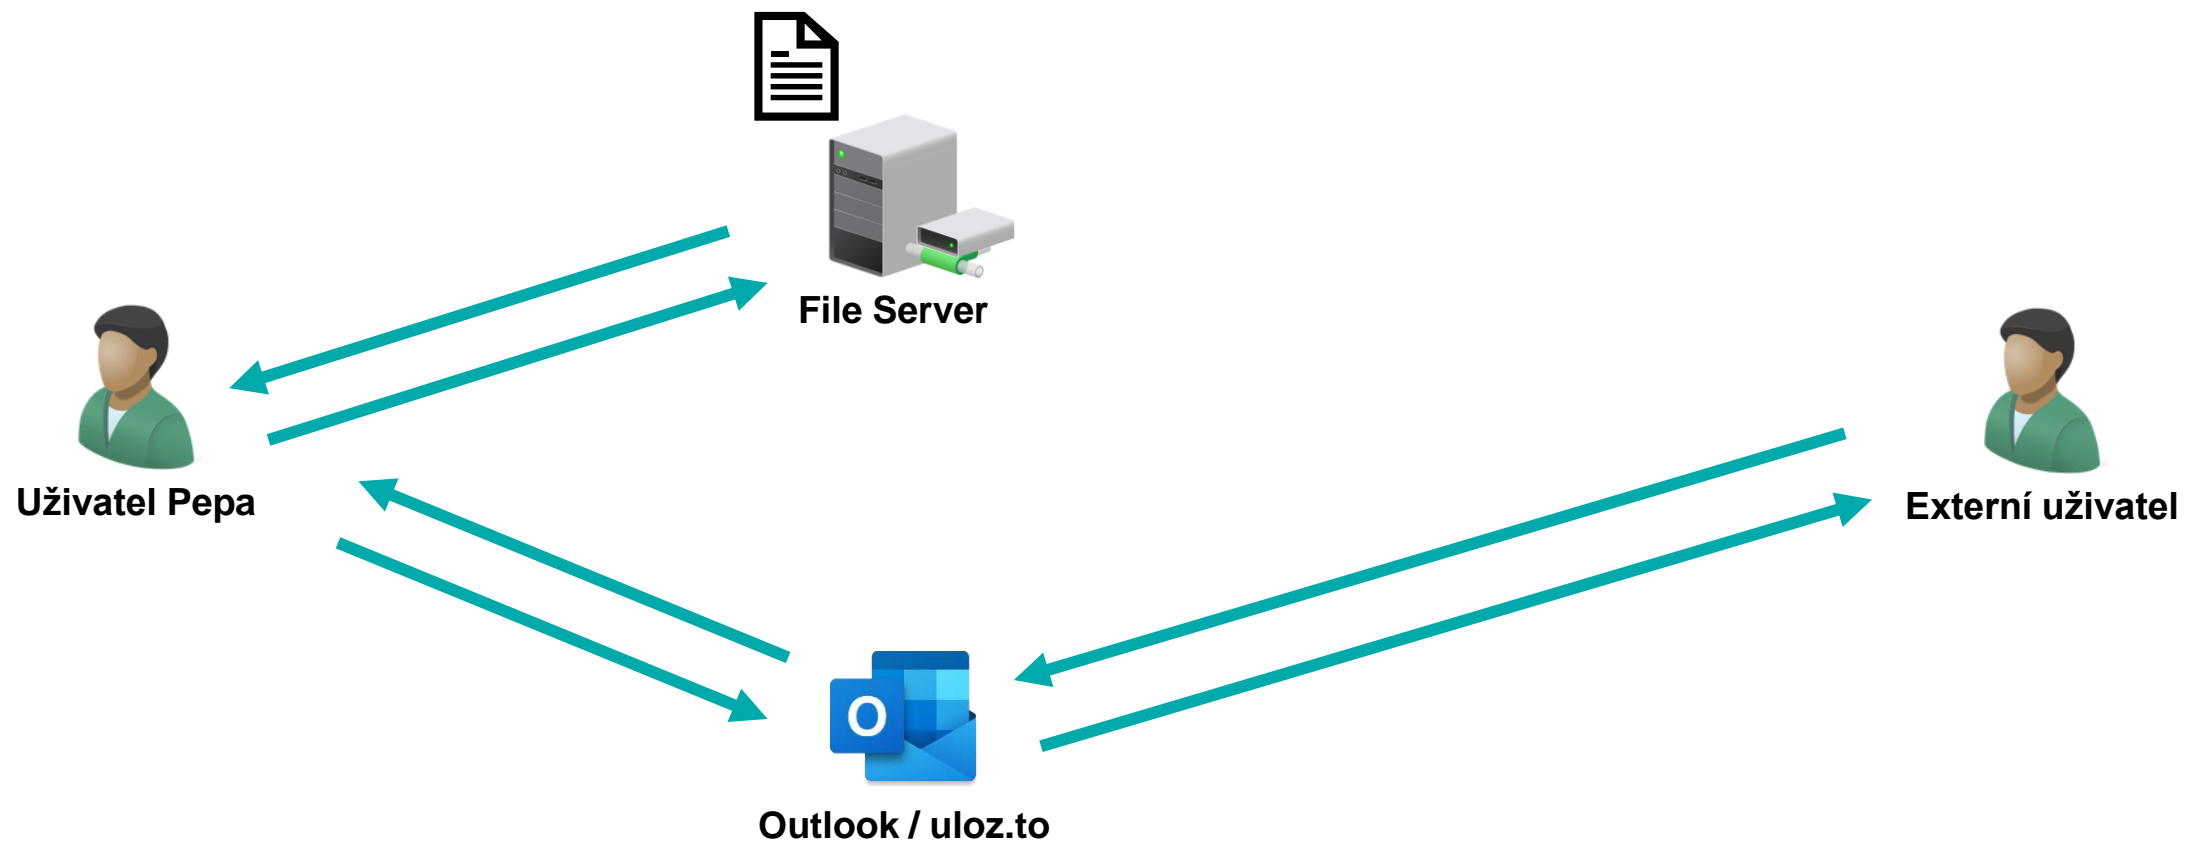 File Server
Uživatel Pepa
Externí uživatel
O
Outlook / uloz.to